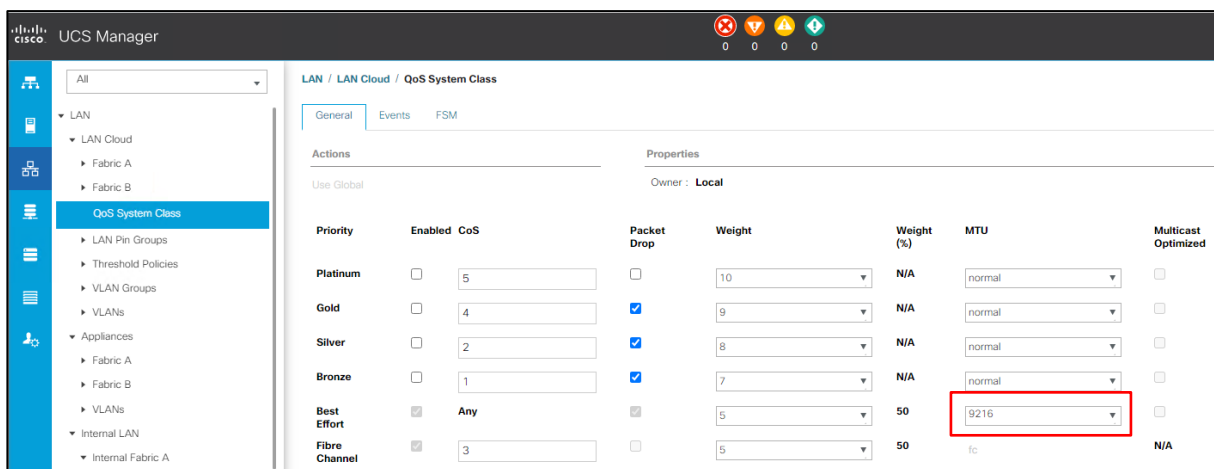 cisco UCS Manager
0 0 0 0
All
LAN / LAN Cloud / QoS System Class
General Events FSM
LAN
LAN Cloud
Fabric A
Fabric B
QoS System Class
LAN Pin Groups
Threshold Policies
VLAN Groups
VLANs
Appliances
Fabric A
Fabric B
VLANs
Internal LAN
Internal Fabric A
Actions Properties
Use Global Owner : Local
Priority Enabled CoS Packet Drop Weight Weight (%) MTU Multicast Optimized
Platinum 5 10 N/A normal
Gold 4 9 N/A normal
Silver 2 8 N/A normal
Bronze 1 7 N/A normal
Best Effort Any 5 50 9216
Fibre Channel 3 5 50 fc N/A